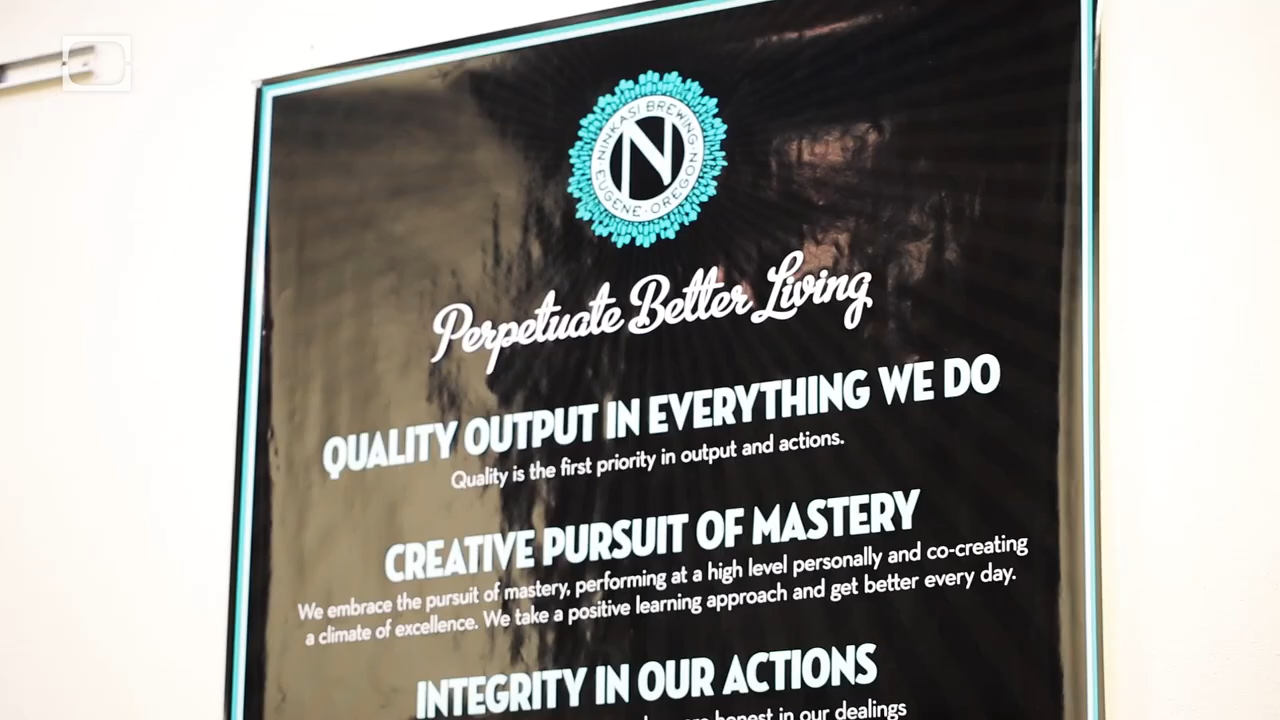 NINKASI BREWING
N
EUGENE · OREGON
Perpetuate Better Living
QUALITY OUTPUT IN EVERYTHING WE DO
Quality is the first priority in output and actions.
CREATIVE PURSUIT OF MASTERY
We embrace the pursuit of mastery, performing at a high level personally and co-creating
a climate of excellence. We take a positive learning approach and get better every day.
INTEGRITY IN OUR ACTIONS
honest in our dealings